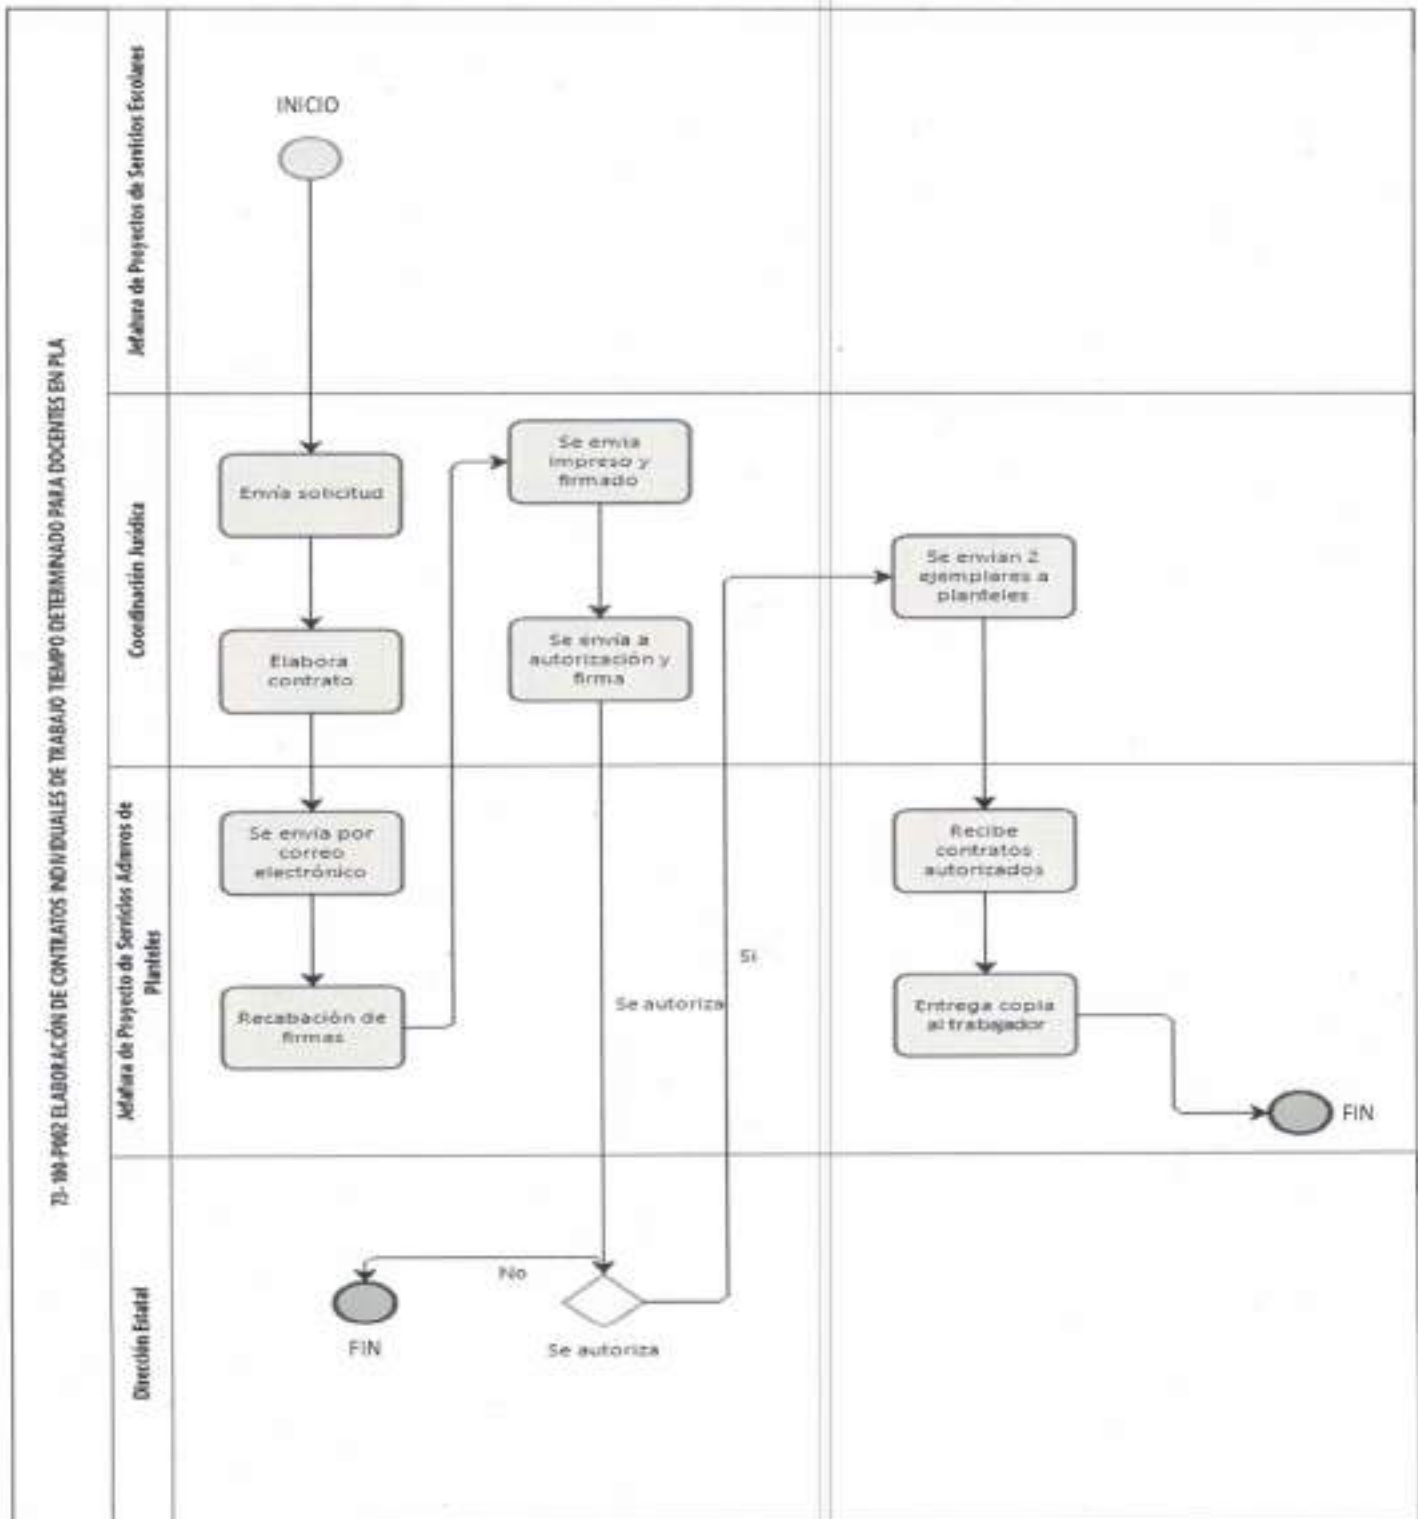 73-100-P002 ELABORACIÓN DE CONTRATOS INDIVIDUALES DE TRABAJO TIEMPO DETERMINADO PARA DOCENTES EN PLA
Jefatura de Proyectos de Servicios Escolares
INICIO
Coordinación Jurídica
Envía solicitud
Elabora
contrato
Se envia
impreso y
firmado
Se envía a
autorización y
firma
Se envian 2
ejemplares a
planteles
Jefatura de Proyecto de Servicios Admvos de
Planteles
Se envía por
correo
electrónico
Recabación de
firmas
Se autoriza
Si
Recibe
contratos
autorizados
Entrega copia
al trabajador
FIN
Dirección Estatal
No
FIN
Se autoriza